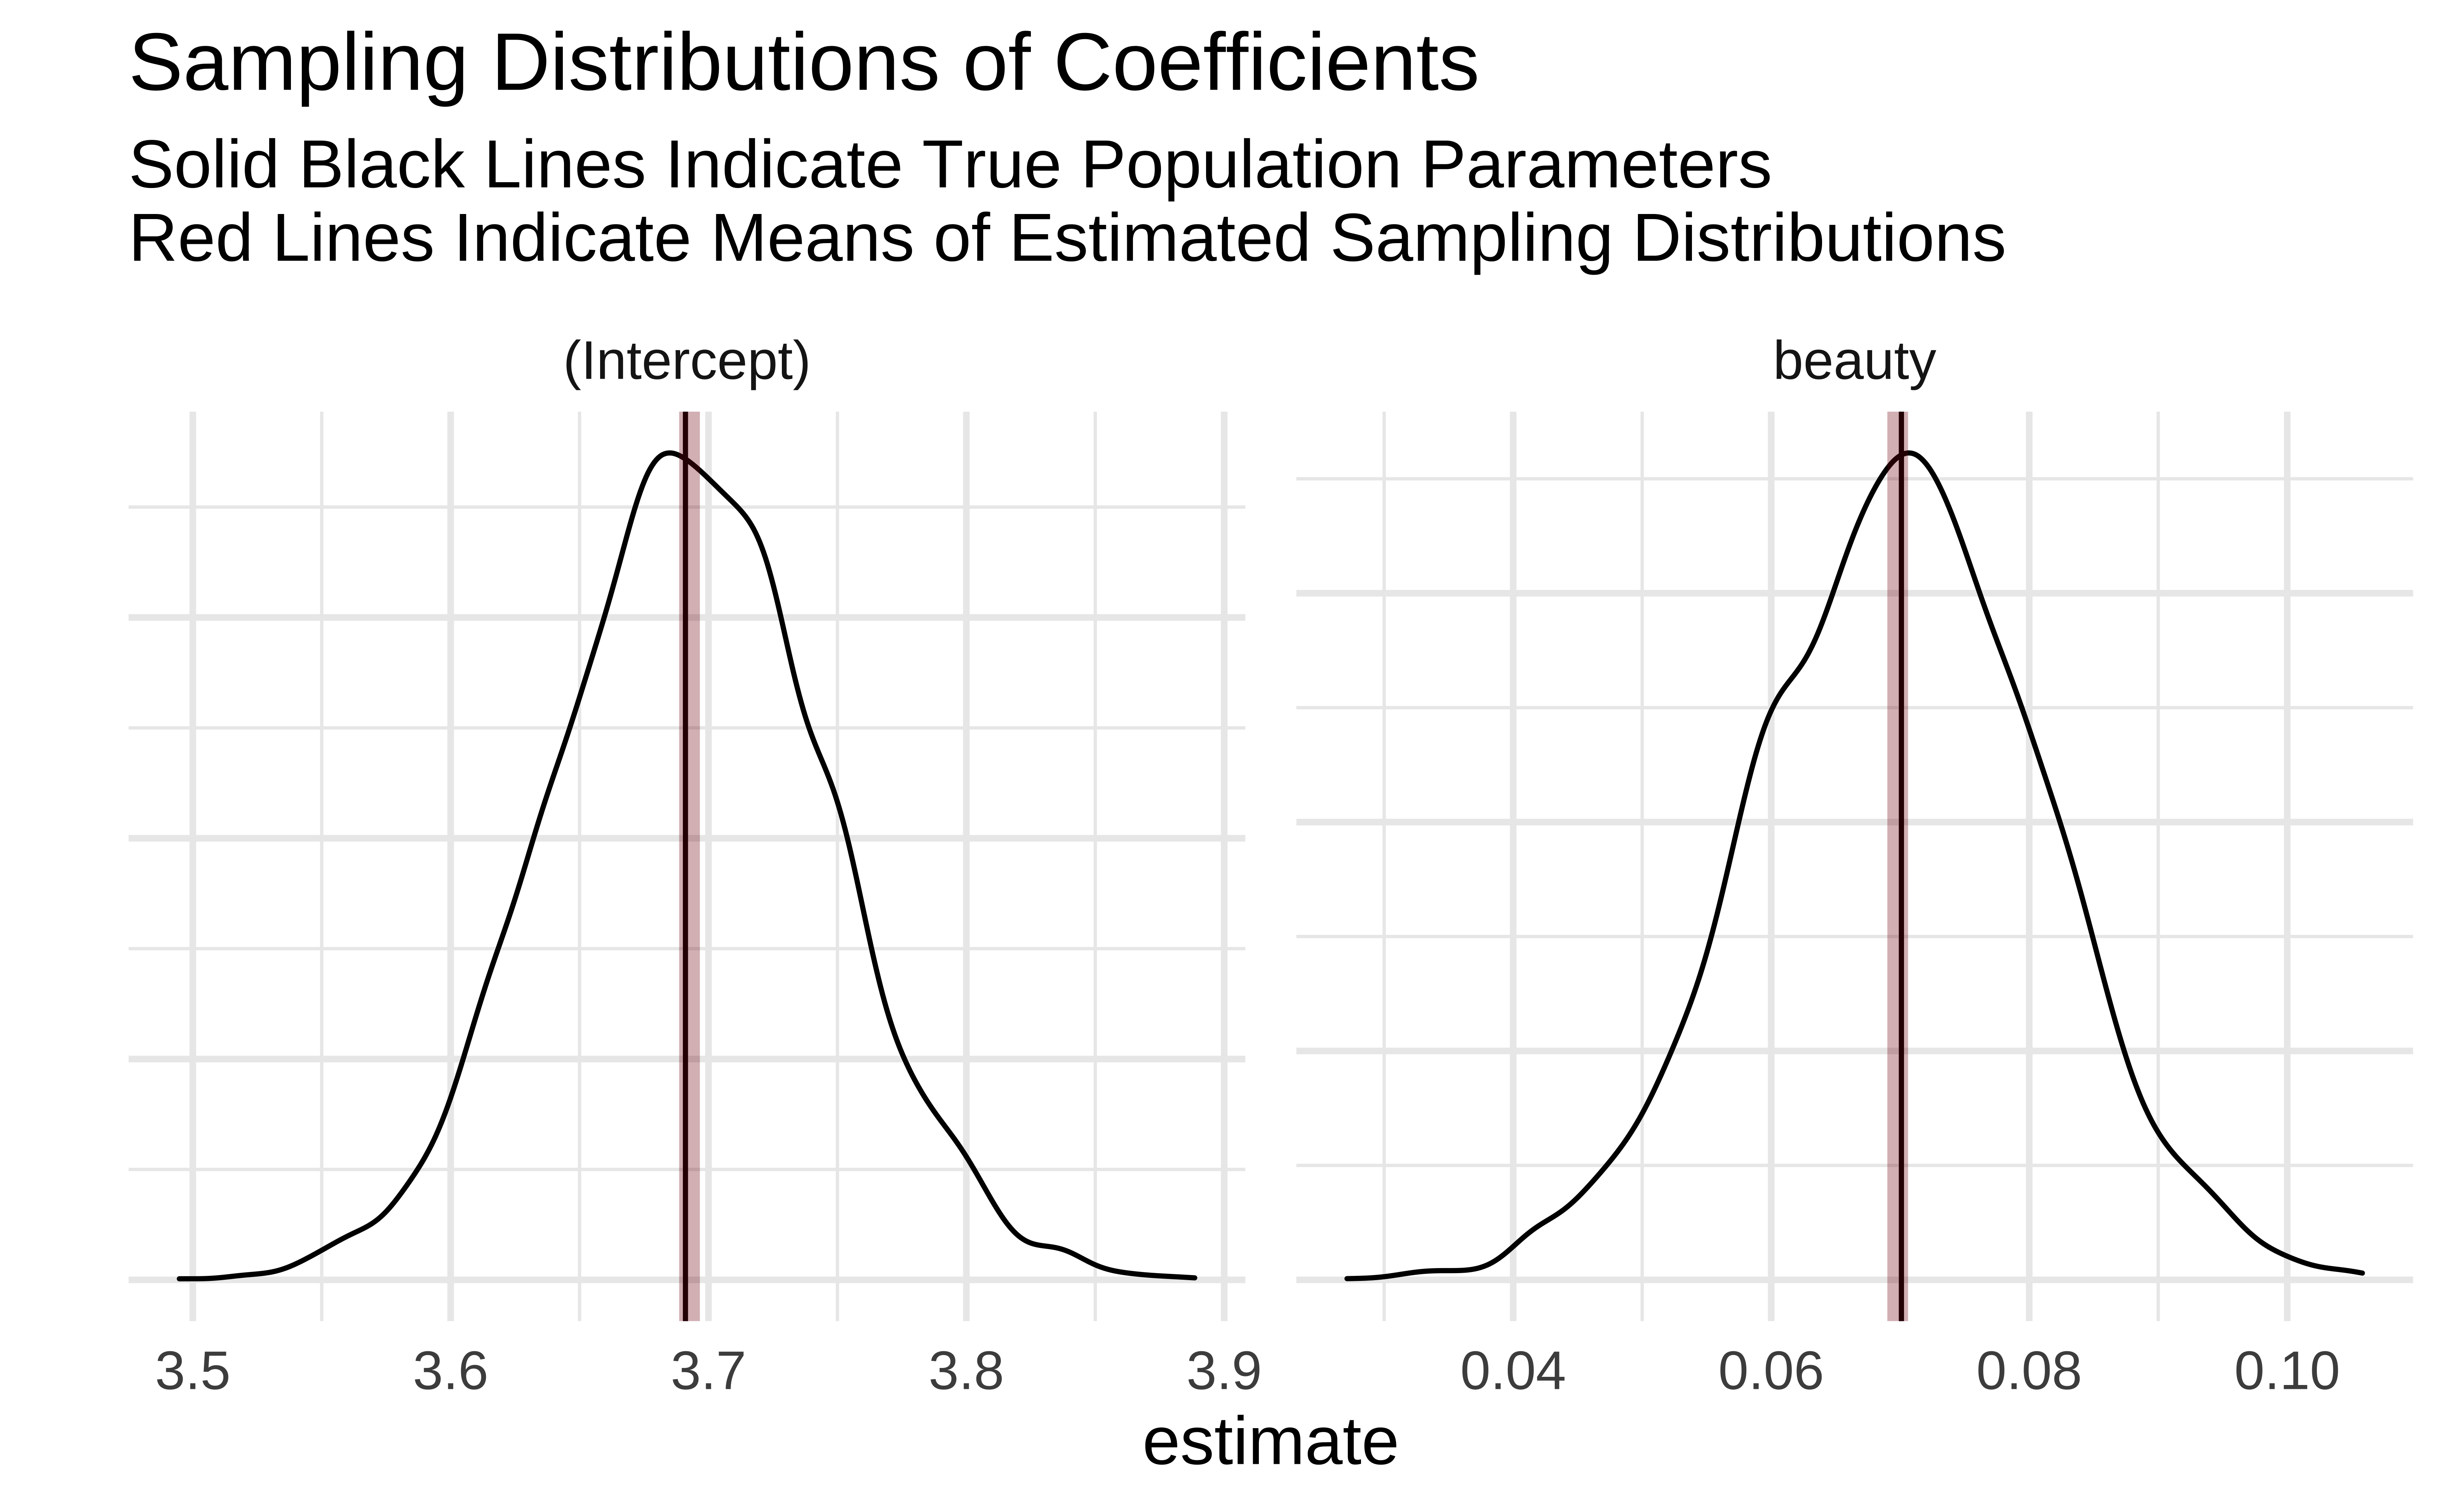 Sampling Distributions of Coefficients
Solid Black Lines Indicate True Population Parameters
Red Lines Indicate Means of Estimated Sampling Distributions
(Intercept) beauty
3.5 3.6 3.7 3.8 3.9 0.04 0.06 0.08 0.10
estimate